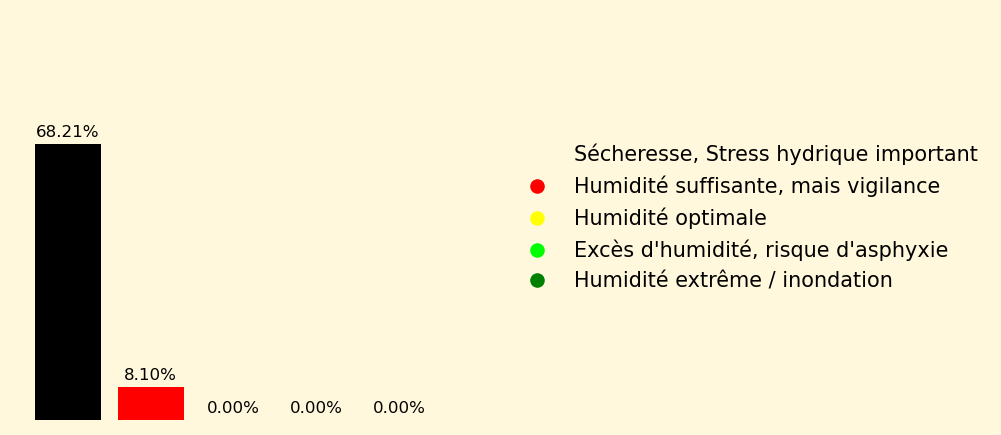 68.21%
8.10%
0.00%
0.00%
0.00%
Sécheresse, Stress hydrique important
Humidité suffisante, mais vigilance
Humidité optimale
Excès d'humidité, risque d'asphyxie
Humidité extrême / inondation